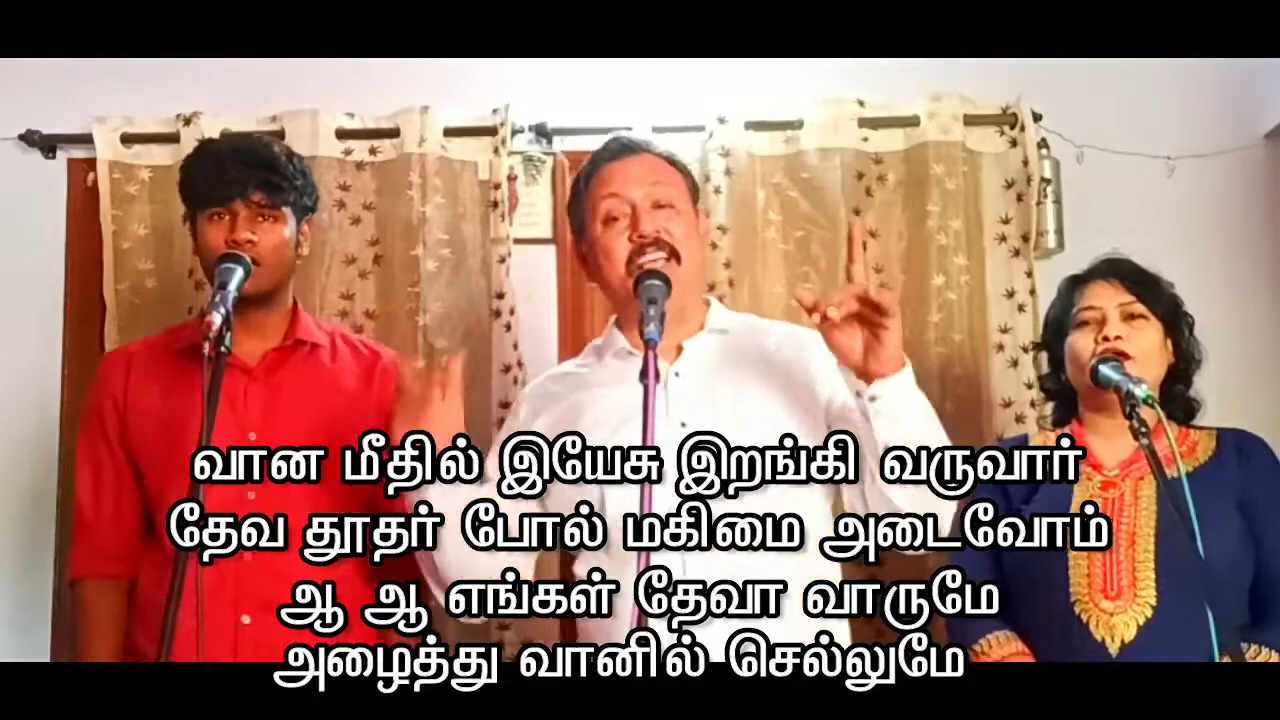 வான மீதில் இயேசு இறங்கி வருவார்
தேவ தூதர் போல் மகிமை அடைவோம்
ஆ ஆ எங்கள் தேவா வாருமே
அழைத்து வானில் செல்லுமே